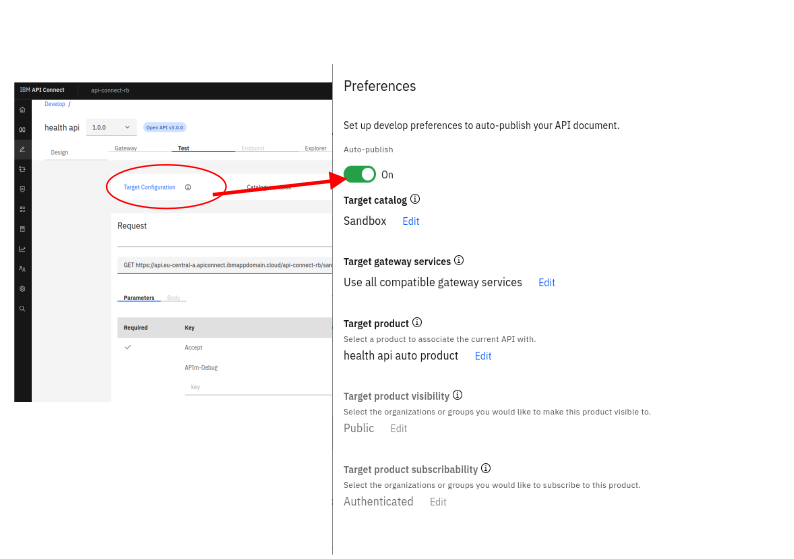 IBM API Connect
api-connect-rb
Develop /
health api
1.0.0
Open API v3.0.0
Design
Gateway
Test
Endpoint
Explorer
Target Configuration
Request
GET https://api.eu-central-a.apiconnect.ibmappdomain.cloud/api-connect-rb/san
Parameters
Body
Required
Key
Accept
APIm-Debug
key
Preferences
Set up develop preferences to auto-publish your API document.
Auto-publish
On
Target catalog
Sandbox Edit
Target gateway services
Use all compatible gateway services Edit
Target product
Select a product to associate the current API with.
health api auto product Edit
Target product visibility
Select the organizations or groups you would like to make this product visible to.
Public Edit
Target product subscribability
Select the organizations or groups you would like to subscribe to this product.
Authenticated Edit